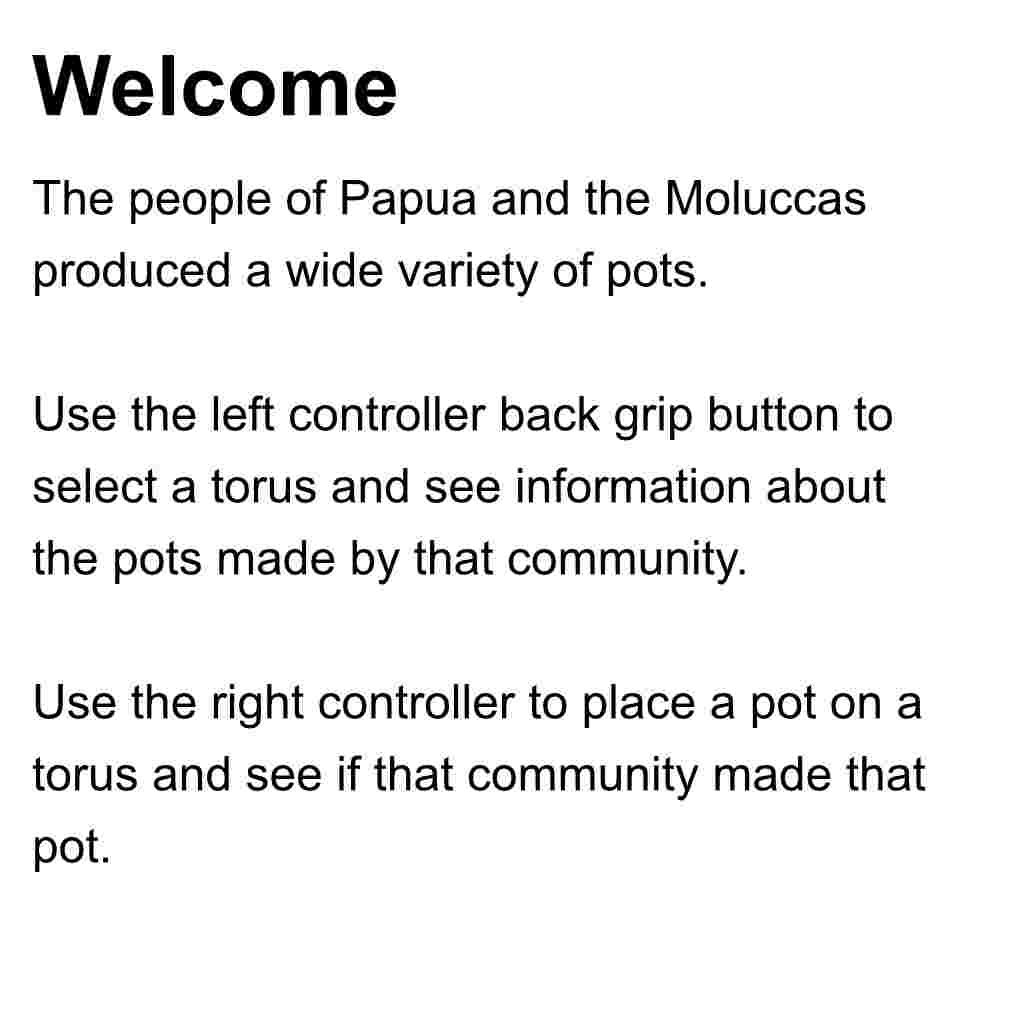 Welcome
The people of Papua and the Moluccas
produced a wide variety of pots.
Use the left controller back grip button to
select a torus and see information about
the pots made by that community.
Use the right controller to place a pot on a
torus and see if that community made that
pot.